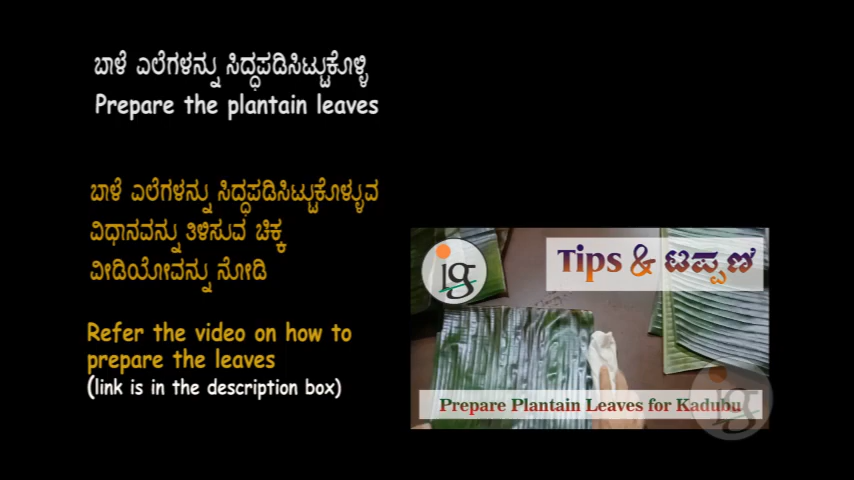 ಬಾಳೆ ಎಲೆಗಳನ್ನು ಸಿದ್ಧಪಡಿಸಿಟ್ಟುಕೊಳ್ಳಿ
Prepare the plantain leaves
ಬಾಳೆ ಎಲೆಗಳನ್ನು ಸಿದ್ಧಪಡಿಸಿಟ್ಟುಕೊಳ್ಳುವ
ವಿಧಾನವನ್ನು ತಿಳಿಸುವ ಚಿಕ್ಕ
ವೀಡಿಯೋವನ್ನು ನೋಡಿ
Refer the video on how to
prepare the leaves
(link is in the description box)
ig
Tips & ಟಿಪ್ಪಣಿ
Prepare Plantain Leaves for Kadubu
ig